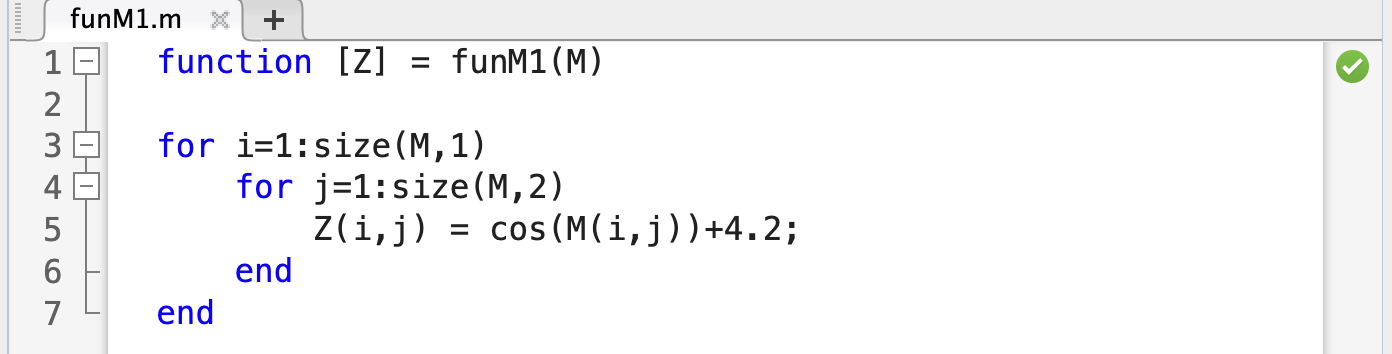 funM1.m
1 function [Z] = funM1(M)
2
3 for i=1:size(M,1)
4 for j=1:size(M,2)
5 Z(i,j) = cos(M(i,j))+4.2;
6 end
7 end